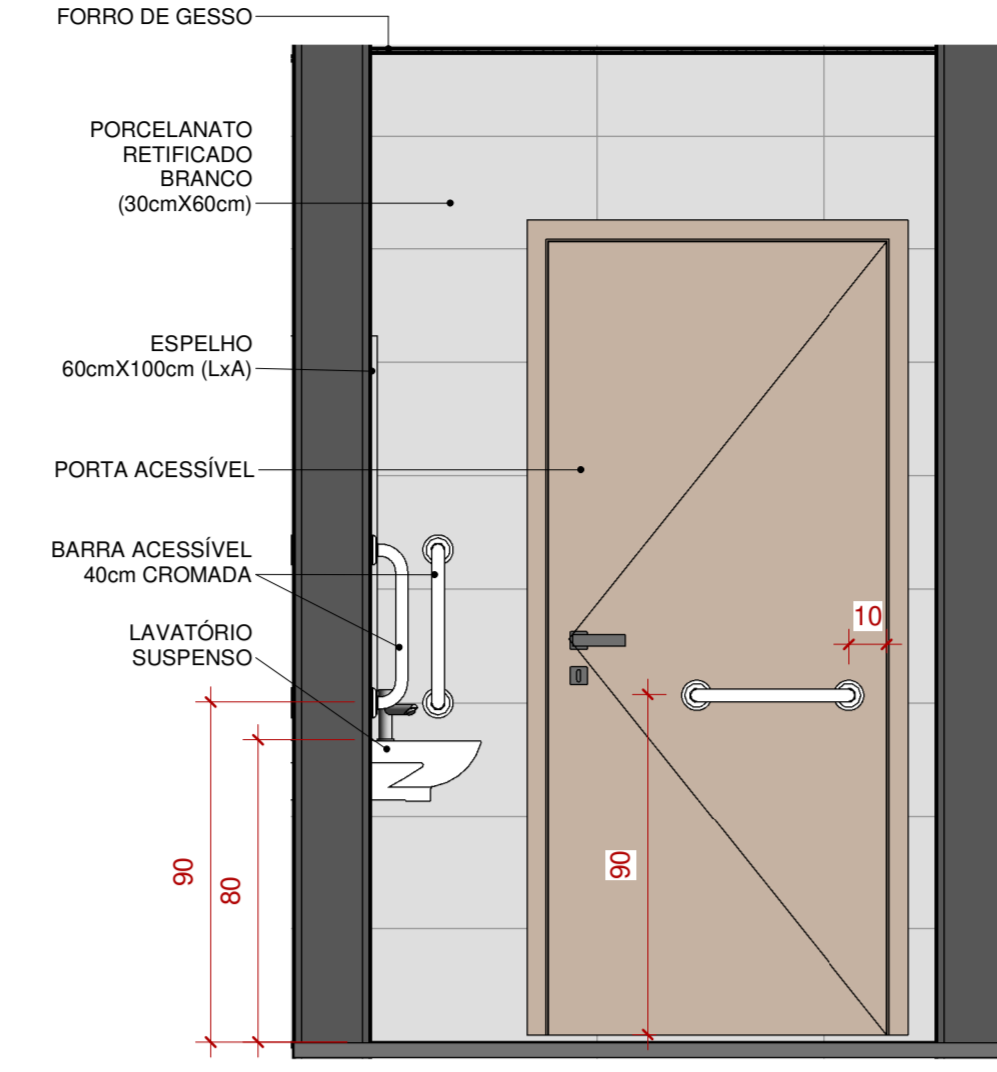 FORRO DE GESSO
PORCELANATO
RETIFICADO
BRANCO
(30cmX60cm)
ESPELHO
60cmX100cm (LxA)
PORTA ACESSÍVEL
BARRA ACESSÍVEL
40cm CROMADA
LAVATÓRIO
SUSPENSO
10
90
80
90